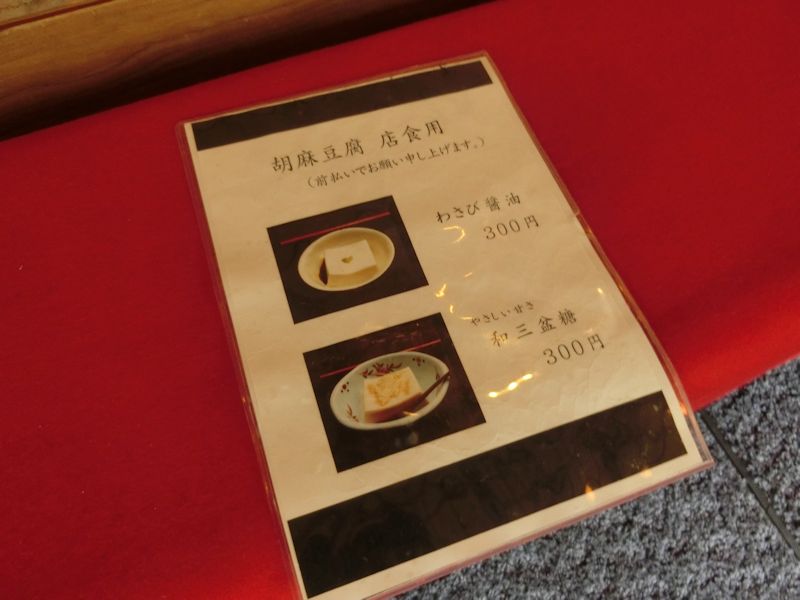 胡麻豆腐 店食用
（前払いでお願い申し上げます。）
わさび醤油
300円
やさしい甘さ
和三盆糖
300円